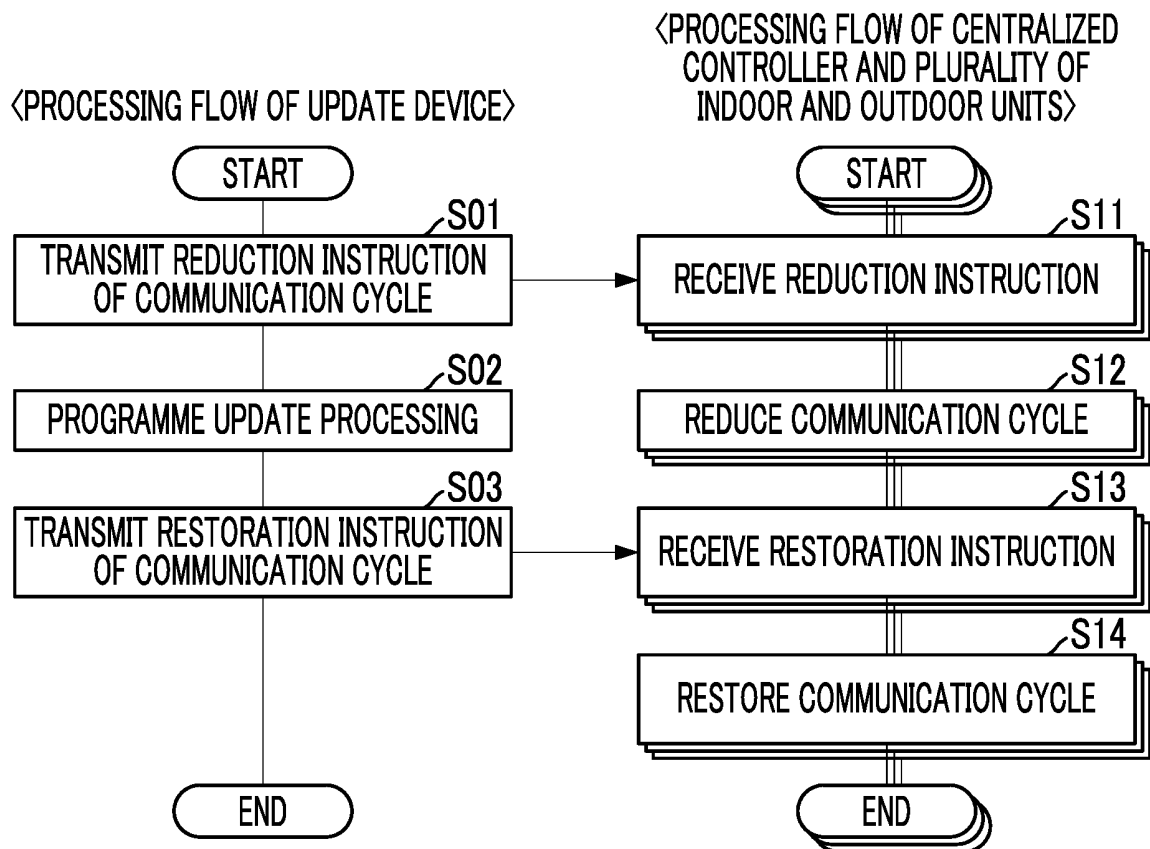 〈PROCESSING FLOW OF UPDATE DEVICE〉
START
S01
TRANSMIT REDUCTION INSTRUCTION
OF COMMUNICATION CYCLE
S02
PROGRAMME UPDATE PROCESSING
S03
TRANSMIT RESTORATION INSTRUCTION
OF COMMUNICATION CYCLE
END
〈PROCESSING FLOW OF CENTRALIZED
CONTROLLER AND PLURALITY OF
INDOOR AND OUTDOOR UNITS〉
START
S11
RECEIVE REDUCTION INSTRUCTION
S12
REDUCE COMMUNICATION CYCLE
S13
RECEIVE RESTORATION INSTRUCTION
S14
RESTORE COMMUNICATION CYCLE
END